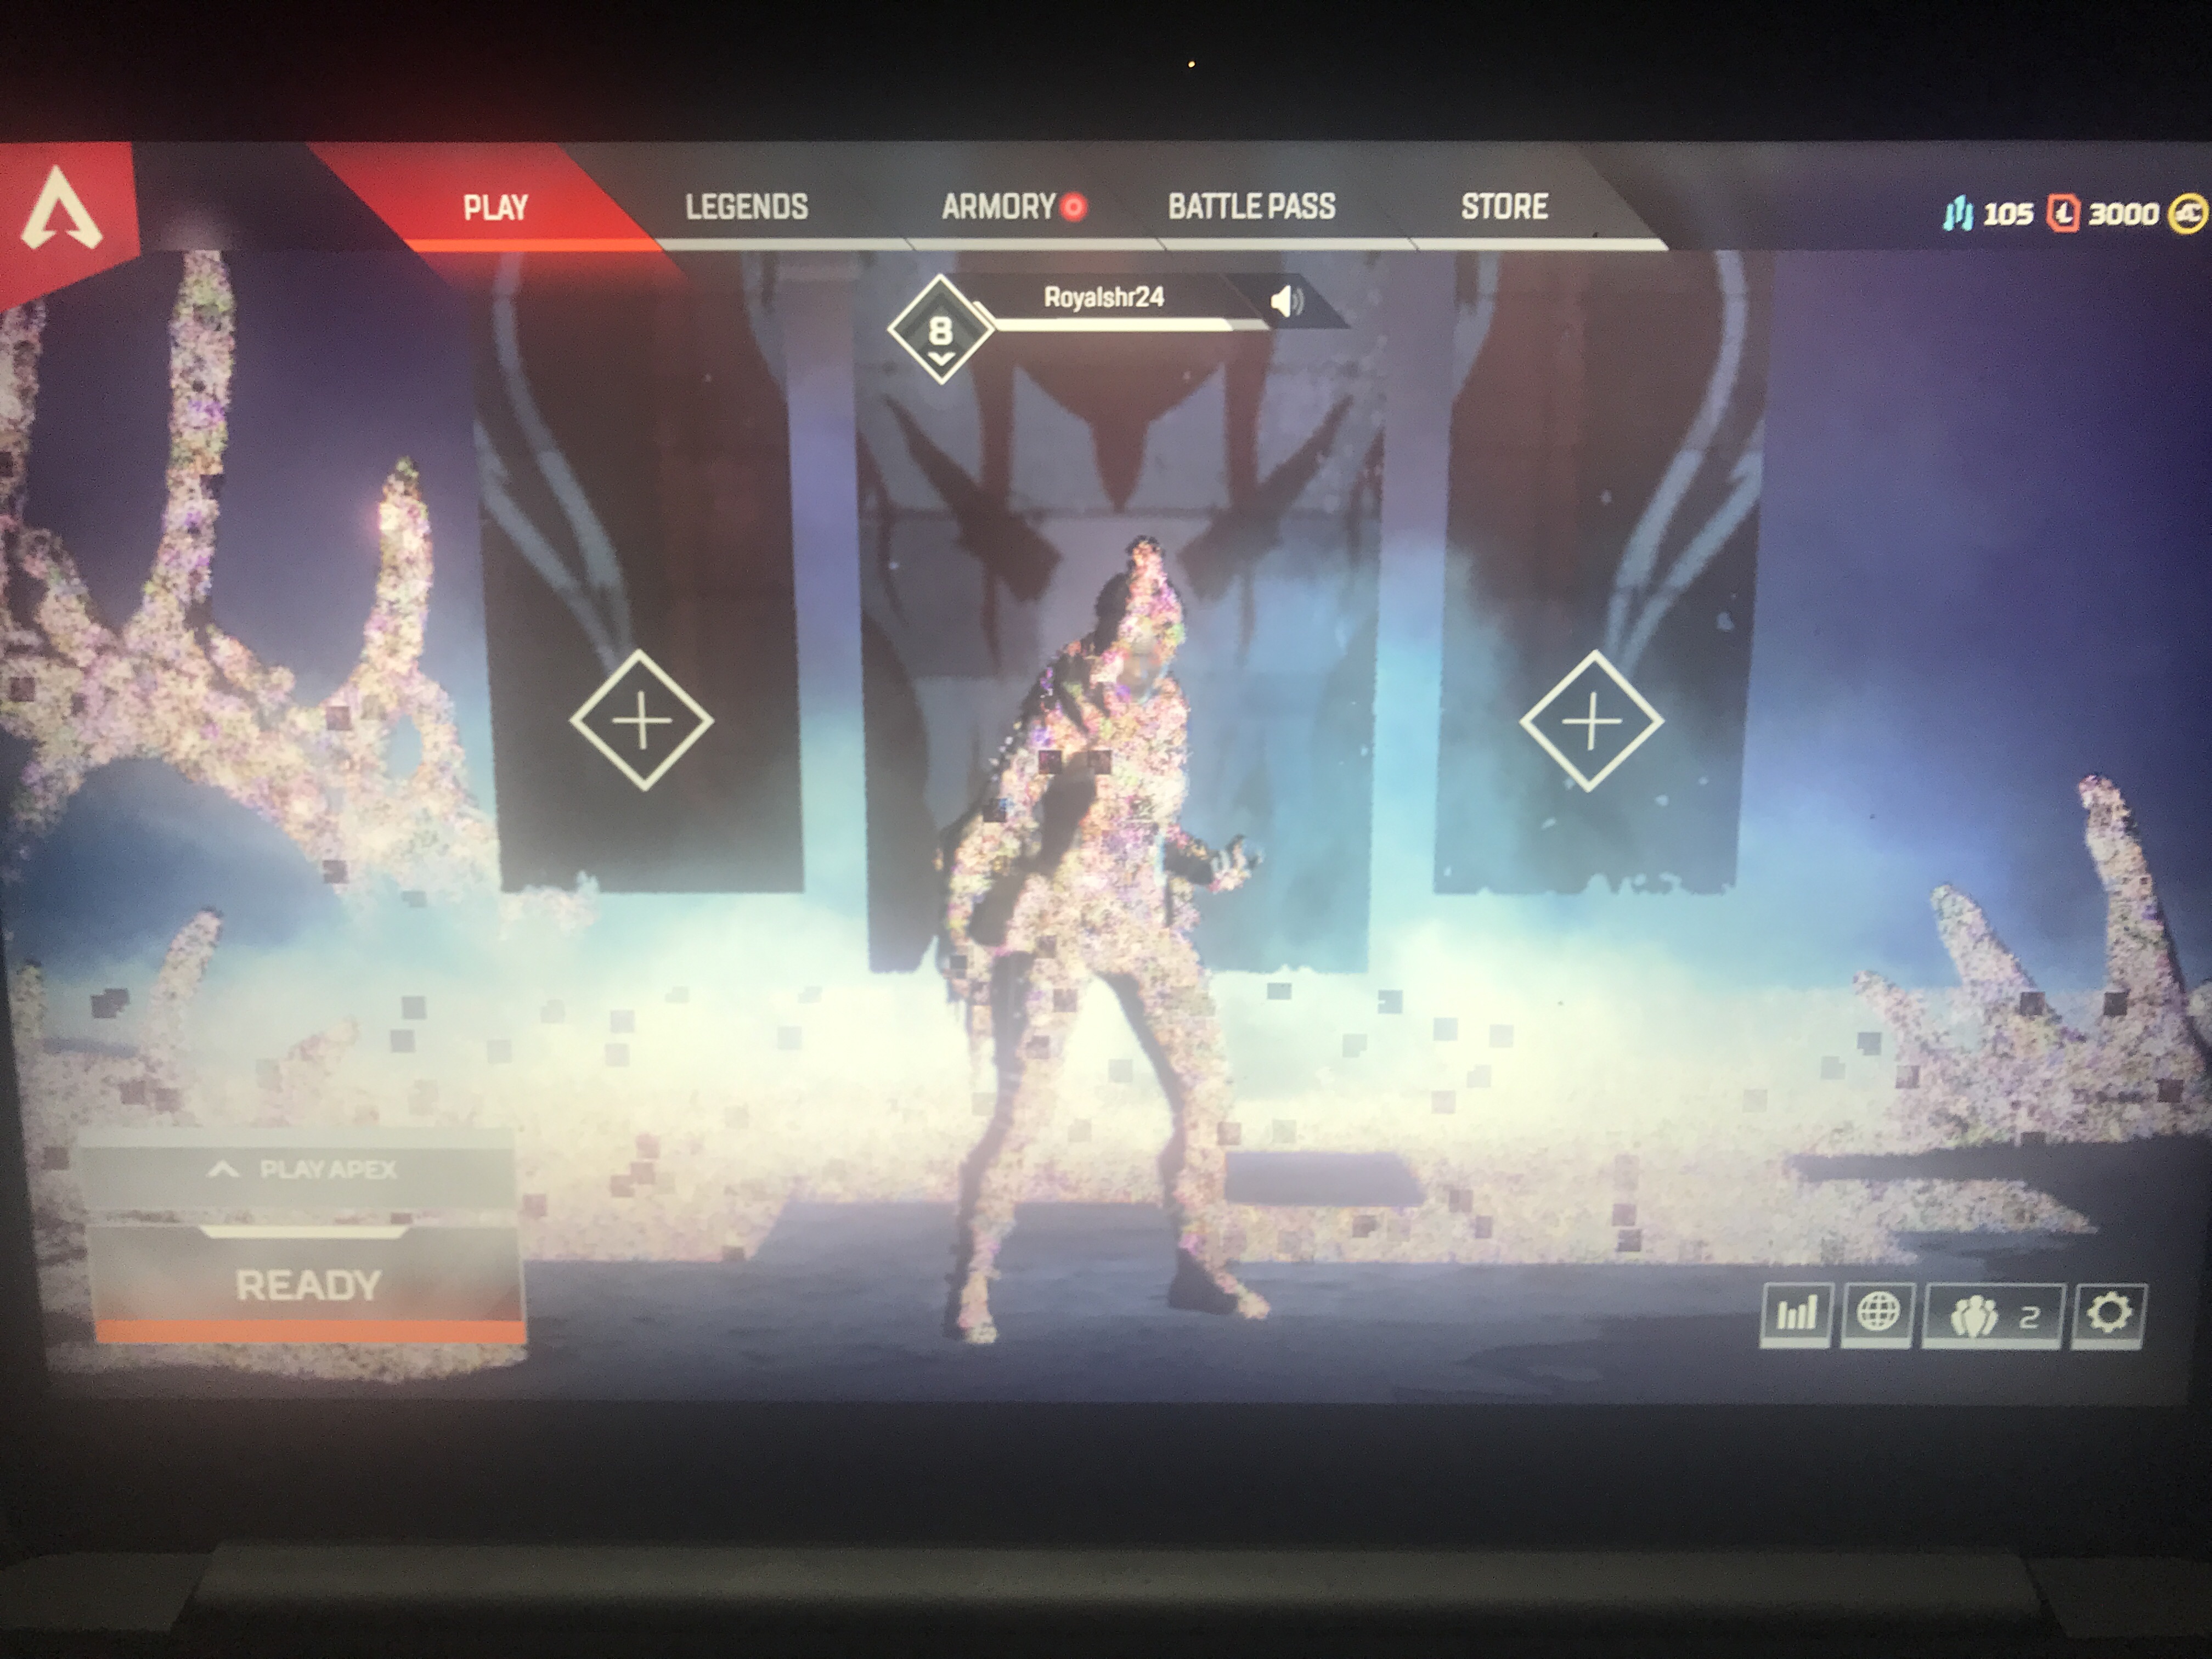 PLAY
LEGENDS
ARMORY
BATTLE PASS
STORE
105
3000
8
Royalshr24
PLAY APEX
READY
2